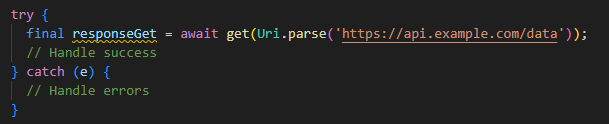 try {
  final responseGet = await get(Uri.parse('https://api.example.com/data'));
  // Handle success
} catch (e) {
  // Handle errors
}